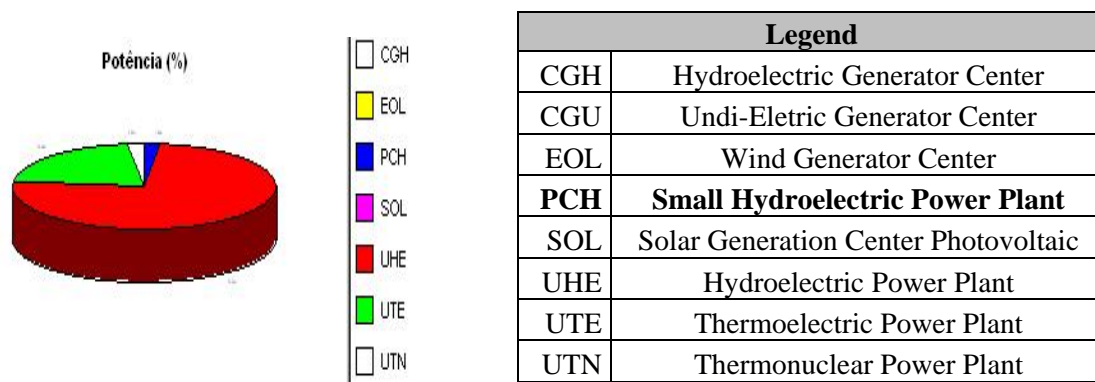 Potência (%)
CGH
EOL
PCH
SOL
UHE
UTE
UTN
Legend
CGH Hydroelectric Generator Center
CGU Undi-Eletric Generator Center
EOL Wind Generator Center
PCH Small Hydroelectric Power Plant
SOL Solar Generation Center Photovoltaic
UHE Hydroelectric Power Plant
UTE Thermoelectric Power Plant
UTN Thermonuclear Power Plant